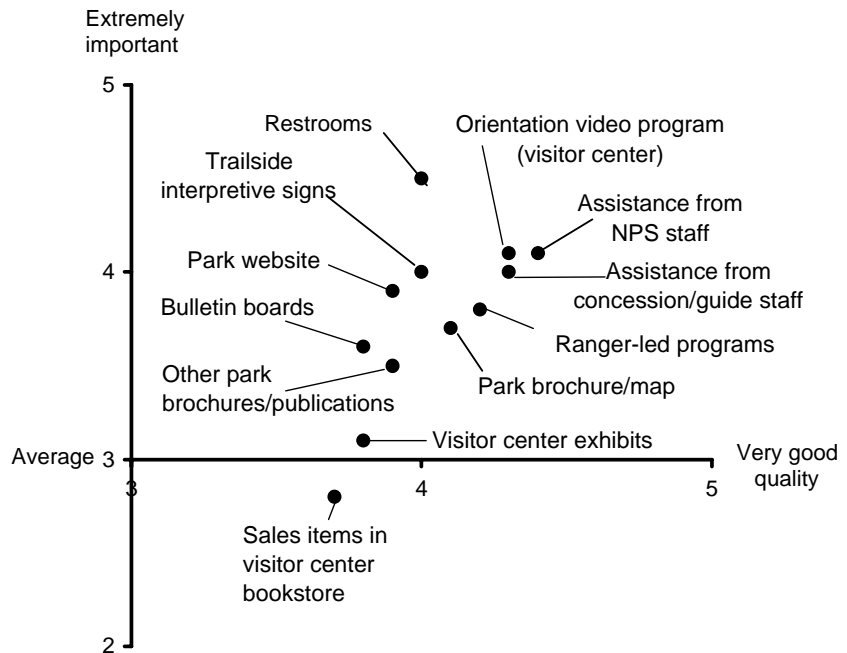 Extremely
important
5
Restrooms
Orientation video program
(visitor center)
Trailside
interpretive signs
Assistance from
NPS staff
Park website
4
Assistance from
concession/guide staff
Bulletin boards
Ranger-led programs
Other park
brochures/publications
Park brochure/map
Visitor center exhibits
Average 3
Very good
quality
3
4
5
Sales items in
visitor center
bookstore
2